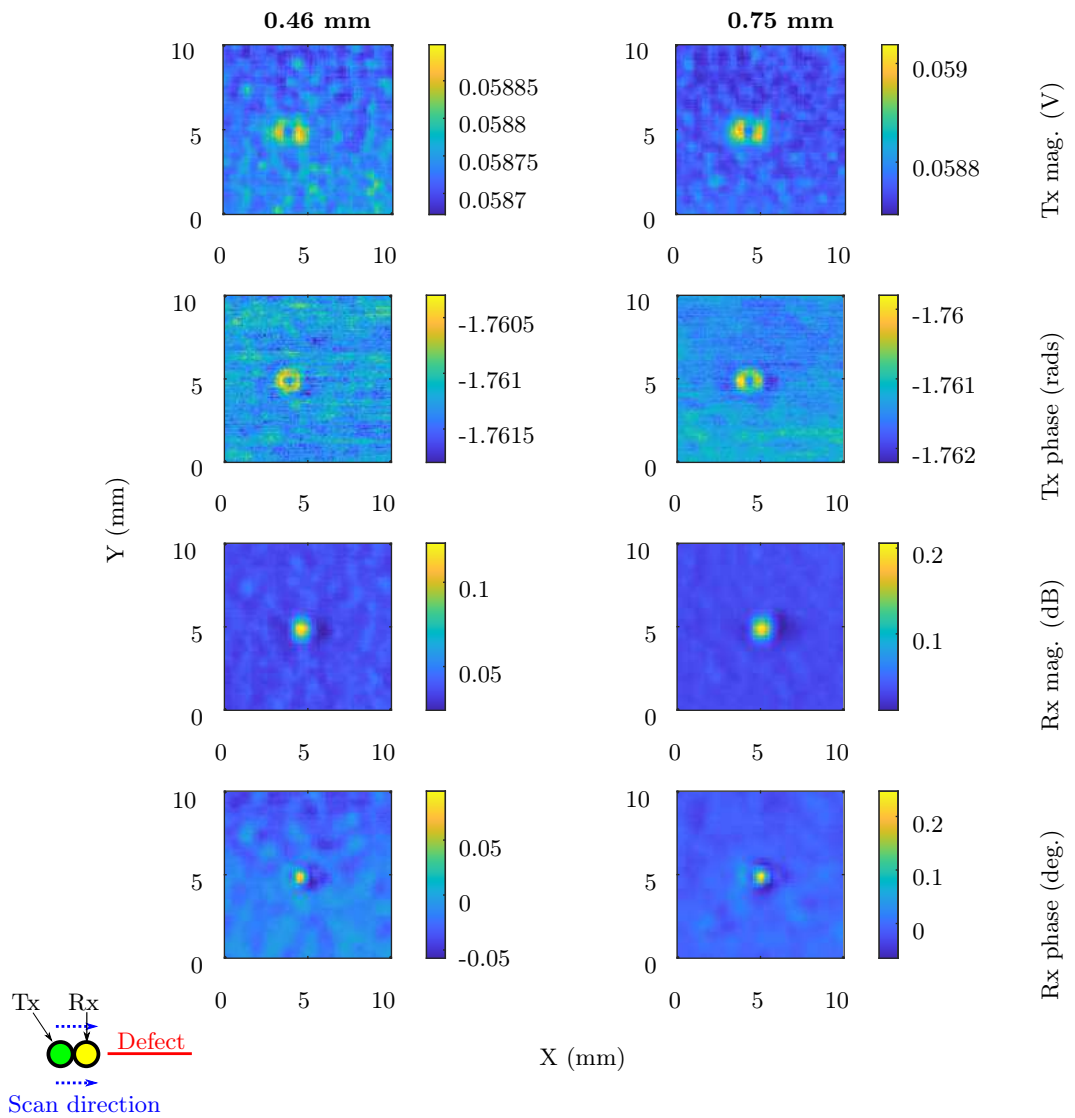 0.46 mm 0.75 mm
10 5 0
0 5 10
0.05885 0.0588 0.05875 0.0587
10 5 0
0 5 10
0.059 0.0588
Tx mag. (V)
10 5 0
0 5 10
-1.7605 -1.761 -1.7615
10 5 0
0 5 10
-1.76 -1.761 -1.762
Tx phase (rads)
Y (mm)
10 5 0
0 5 10
0.1 0.05
10 5 0
0 5 10
0.2 0.1
Rx mag. (dB)
10 5 0
0 5 10
0.05 0 -0.05
10 5 0
0 5 10
0.2 0.1 0
Rx phase (deg.)
X (mm)
Tx Rx
Defect
Scan direction